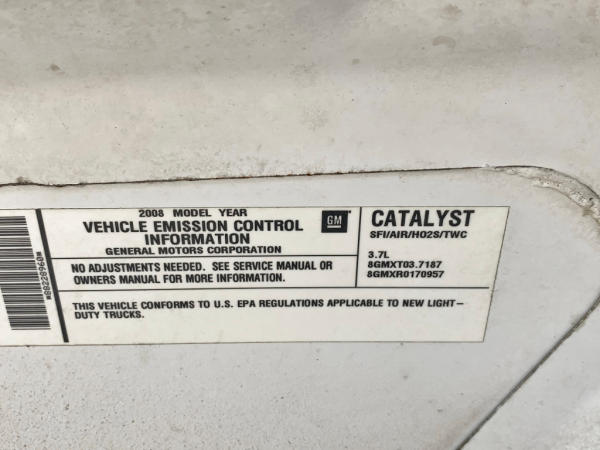 2008 MODEL YEAR
VEHICLE EMISSION CONTROL
INFORMATION
GENERAL MOTORS CORPORATION
GM
CATALYST
SFI/AIR/HO2S/TWC
3.7L
8GMXT03.7187
8GMXR0170957
NO ADJUSTMENTS NEEDED. SEE SERVICE MANUAL OR
OWNERS MANUAL FOR MORE INFORMATION.
THIS VEHICLE CONFORMS TO U.S. EPA REGULATIONS APPLICABLE TO NEW LIGHT-
DUTY TRUCKS.